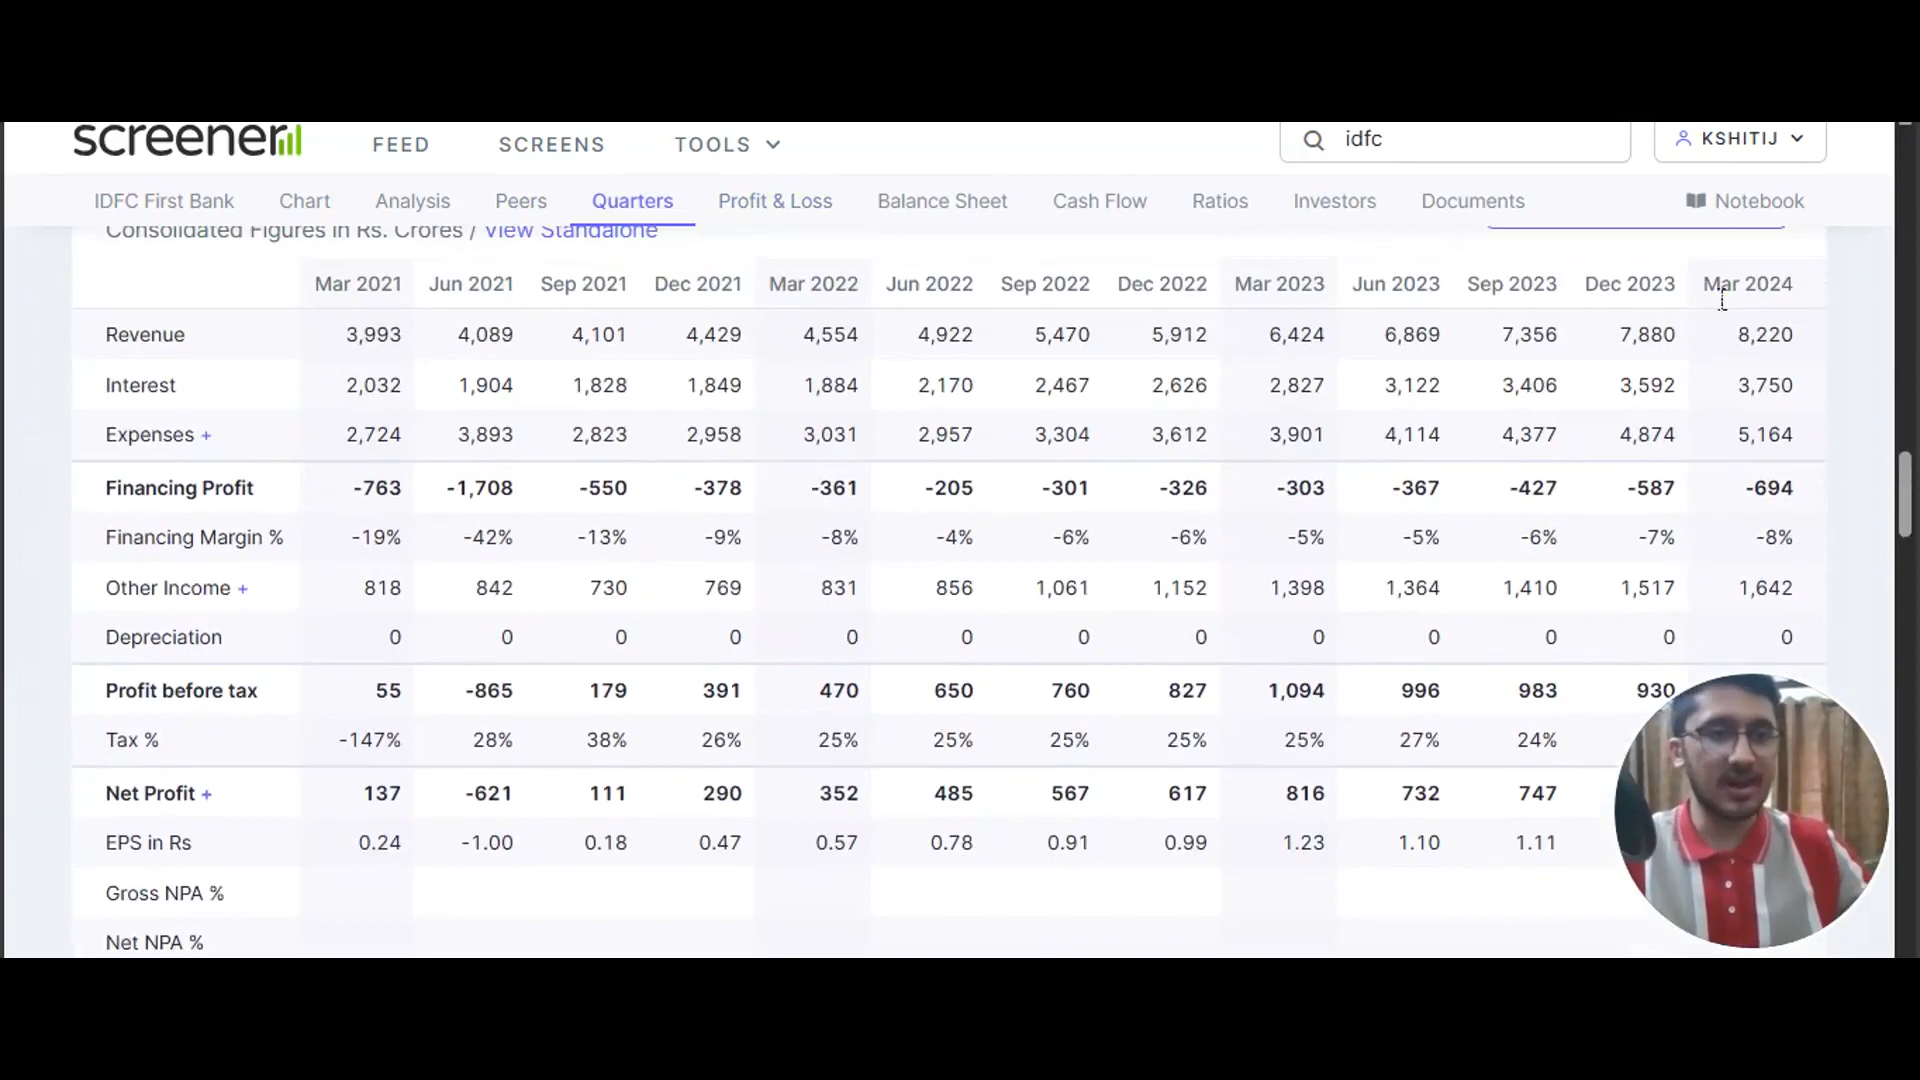 screener FEED SCREENS TOOLS idfc KSHITIJ
IDFC First Bank Chart Analysis Peers Quarters Profit & Loss Balance Sheet Cash Flow Ratios Investors Documents Notebook
Consolidated Figures in Rs. Crores / View Standalone
Mar 2021 Jun 2021 Sep 2021 Dec 2021 Mar 2022 Jun 2022 Sep 2022 Dec 2022 Mar 2023 Jun 2023 Sep 2023 Dec 2023 Mar 2024
Revenue 3,993 4,089 4,101 4,429 4,554 4,922 5,470 5,912 6,424 6,869 7,356 7,880 8,220
Interest 2,032 1,904 1,828 1,849 1,884 2,170 2,467 2,626 2,827 3,122 3,406 3,592 3,750
Expenses + 2,724 3,893 2,823 2,958 3,031 2,957 3,304 3,612 3,901 4,114 4,377 4,874 5,164
Financing Profit -763 -1,708 -550 -378 -361 -205 -301 -326 -303 -367 -427 -587 -694
Financing Margin % -19% -42% -13% -9% -8% -4% -6% -6% -5% -5% -6% -7% -8%
Other Income + 818 842 730 769 831 856 1,061 1,152 1,398 1,364 1,410 1,517 1,642
Depreciation 0 0 0 0 0 0 0 0 0 0 0 0 0
Profit before tax 55 -865 179 391 470 650 760 827 1,094 996 983 930
Tax % -147% 28% 38% 26% 25% 25% 25% 25% 25% 27% 24%
Net Profit + 137 -621 111 290 352 485 567 617 816 732 747
EPS in Rs 0.24 -1.00 0.18 0.47 0.57 0.78 0.91 0.99 1.23 1.10 1.11
Gross NPA %
Net NPA %